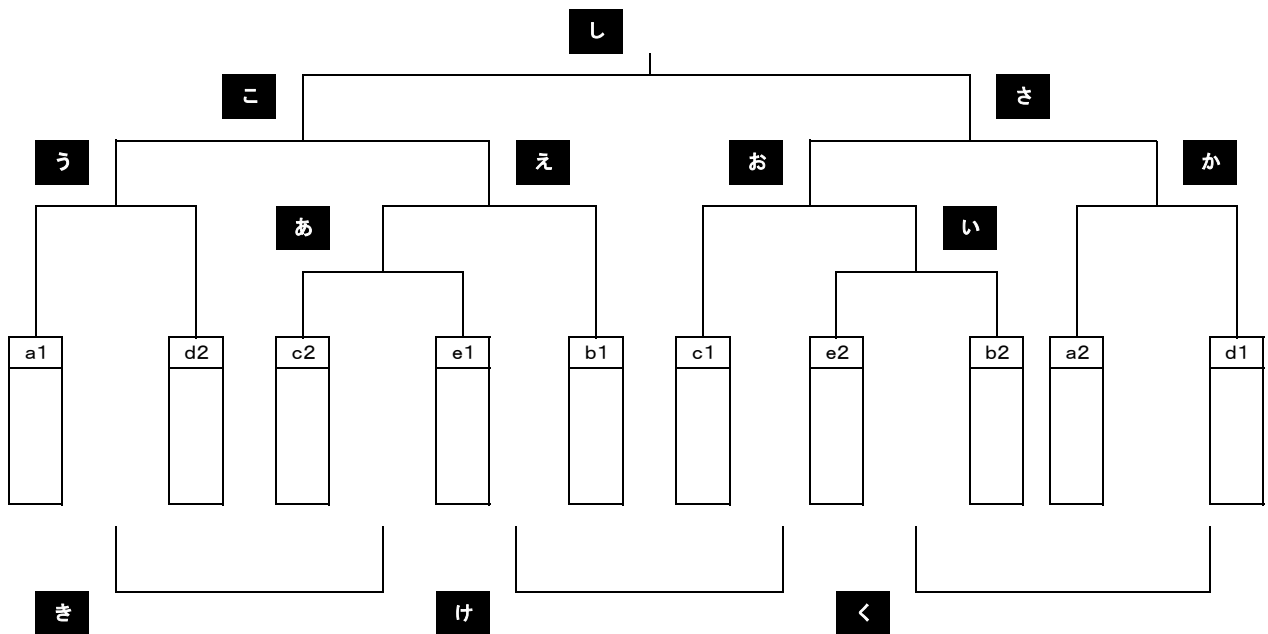 し
こ さ
う え お か
あ い
a1 d2 c2 e1 b1 c1 e2 b2 a2 d1
き け く